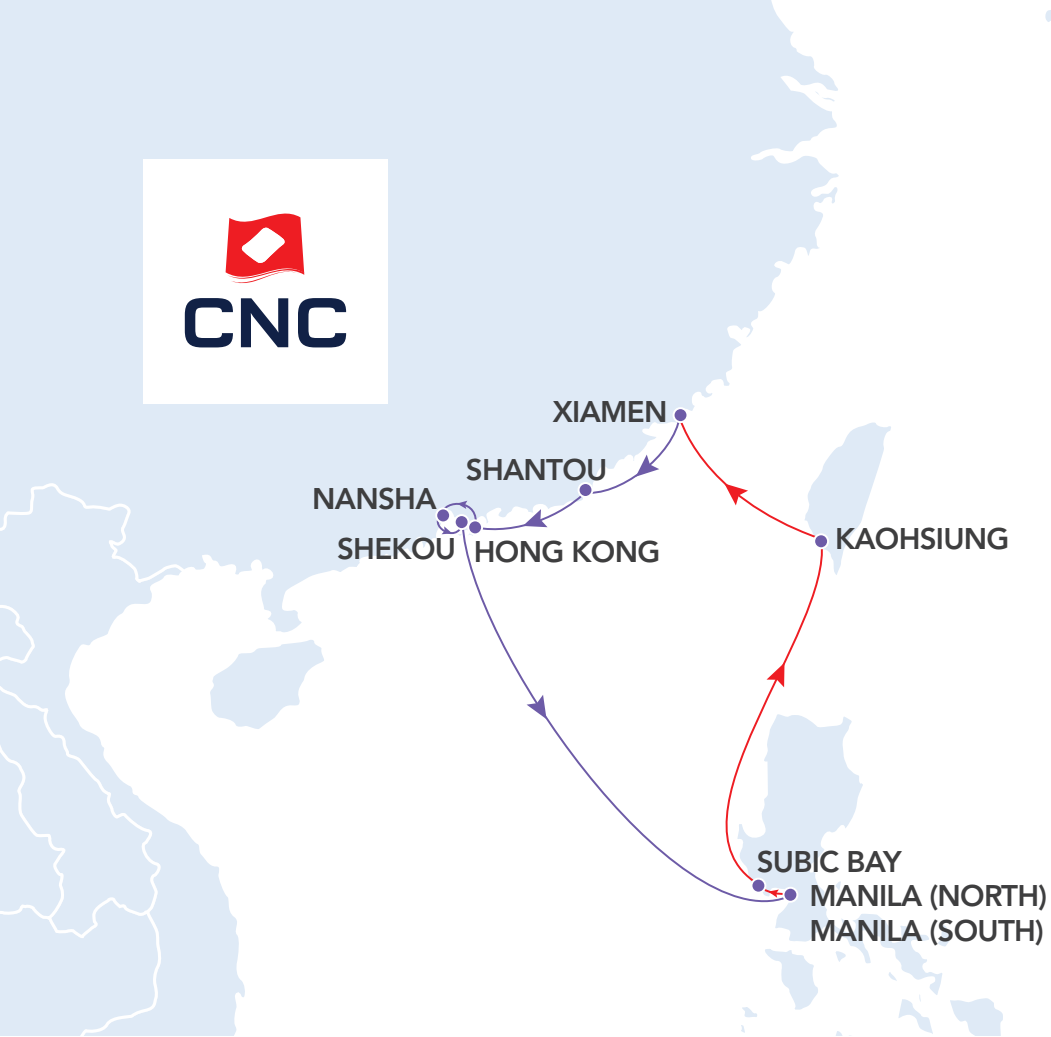 CNC
XIAMEN
SHANTOU
NANSHA
SHEKOU
HONG KONG
KAOHSIUNG
SUBIC BAY
MANILA (NORTH)
MANILA (SOUTH)